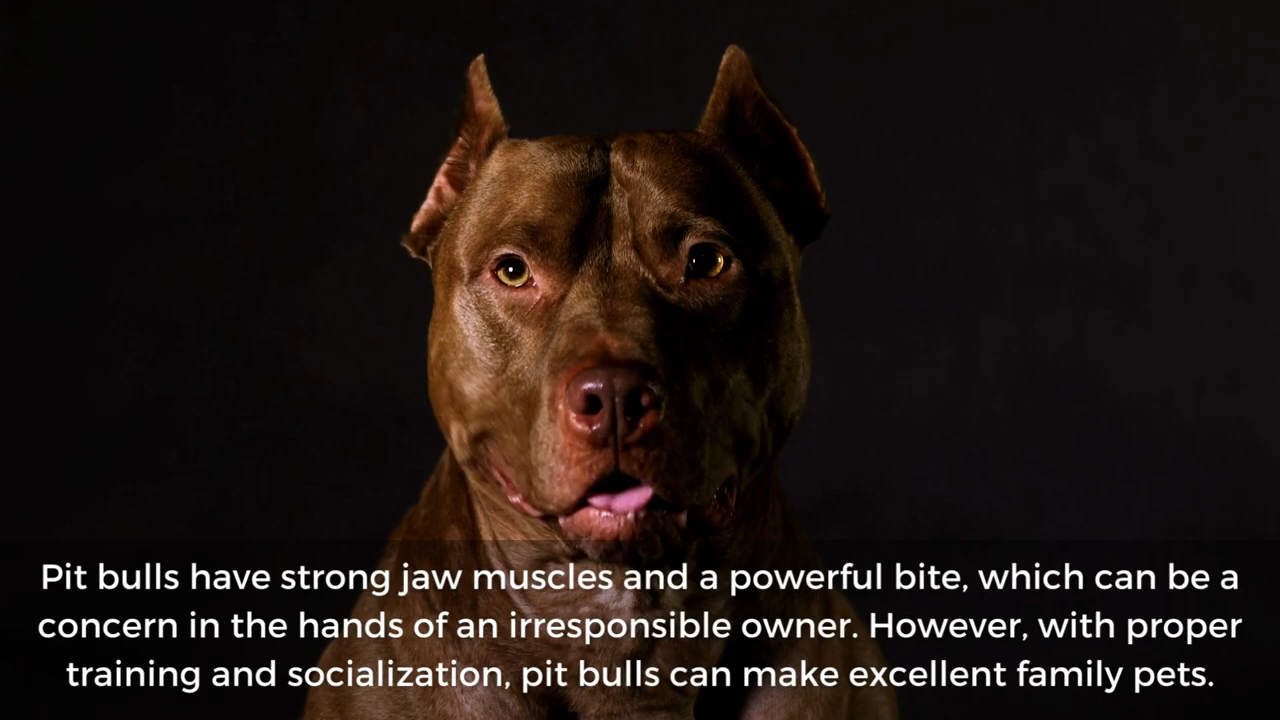 Pit bulls have strong jaw muscles and a powerful bite, which can be a
concern in the hands of an irresponsible owner. However, with proper
training and socialization, pit bulls can make excellent family pets.